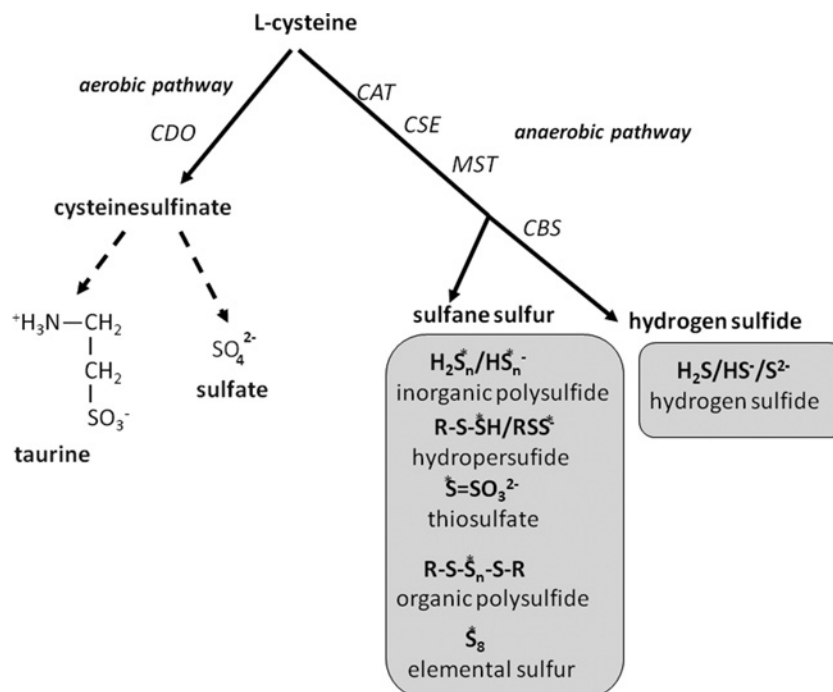 L-cysteine
aerobic pathway
CAT
CDO
CSE
anaerobic pathway
MST
cysteinesulfinate
CBS
sulfane sulfur
hydrogen sulfide
⁺H₃N—CH₂
CH₂
SO₃⁻
taurine
SO₄²⁻
sulfate
H₂S*ₙ/HS*ₙ⁻
inorganic polysulfide
R-S-S*H/RSS*⁻
hydropersufide
S*=SO₃²⁻
thiosulfate
R-S-S*ₙ-S-R
organic polysulfide
S*₈
elemental sulfur
H₂S/HS⁻/S²⁻
hydrogen sulfide